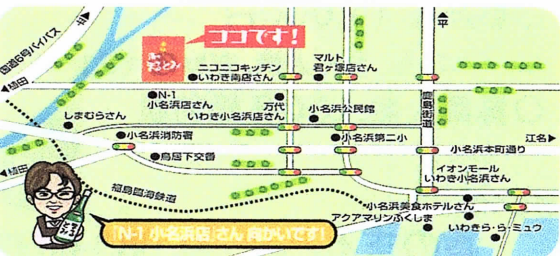 国道6号バイパス
平
植田
ココです!
ニコニコキッチン
いわき南店さん
マルト
君ヶ塚店さん
平
N-1
小名浜店さん
万代
いわき小名浜店さん
小名浜公民館
鹿島街道
しまむらさん
小名浜消防署
小名浜第二小
江名
小名浜本町通り
鳥居下交番
植田
イオンモール
いわき小名浜さん
福島臨海鉄道
小名浜美食ホテルさん
アクアマリンふくしま
いわきら・ら・ミュウ
「N-1 小名浜店」さん 向かいです!